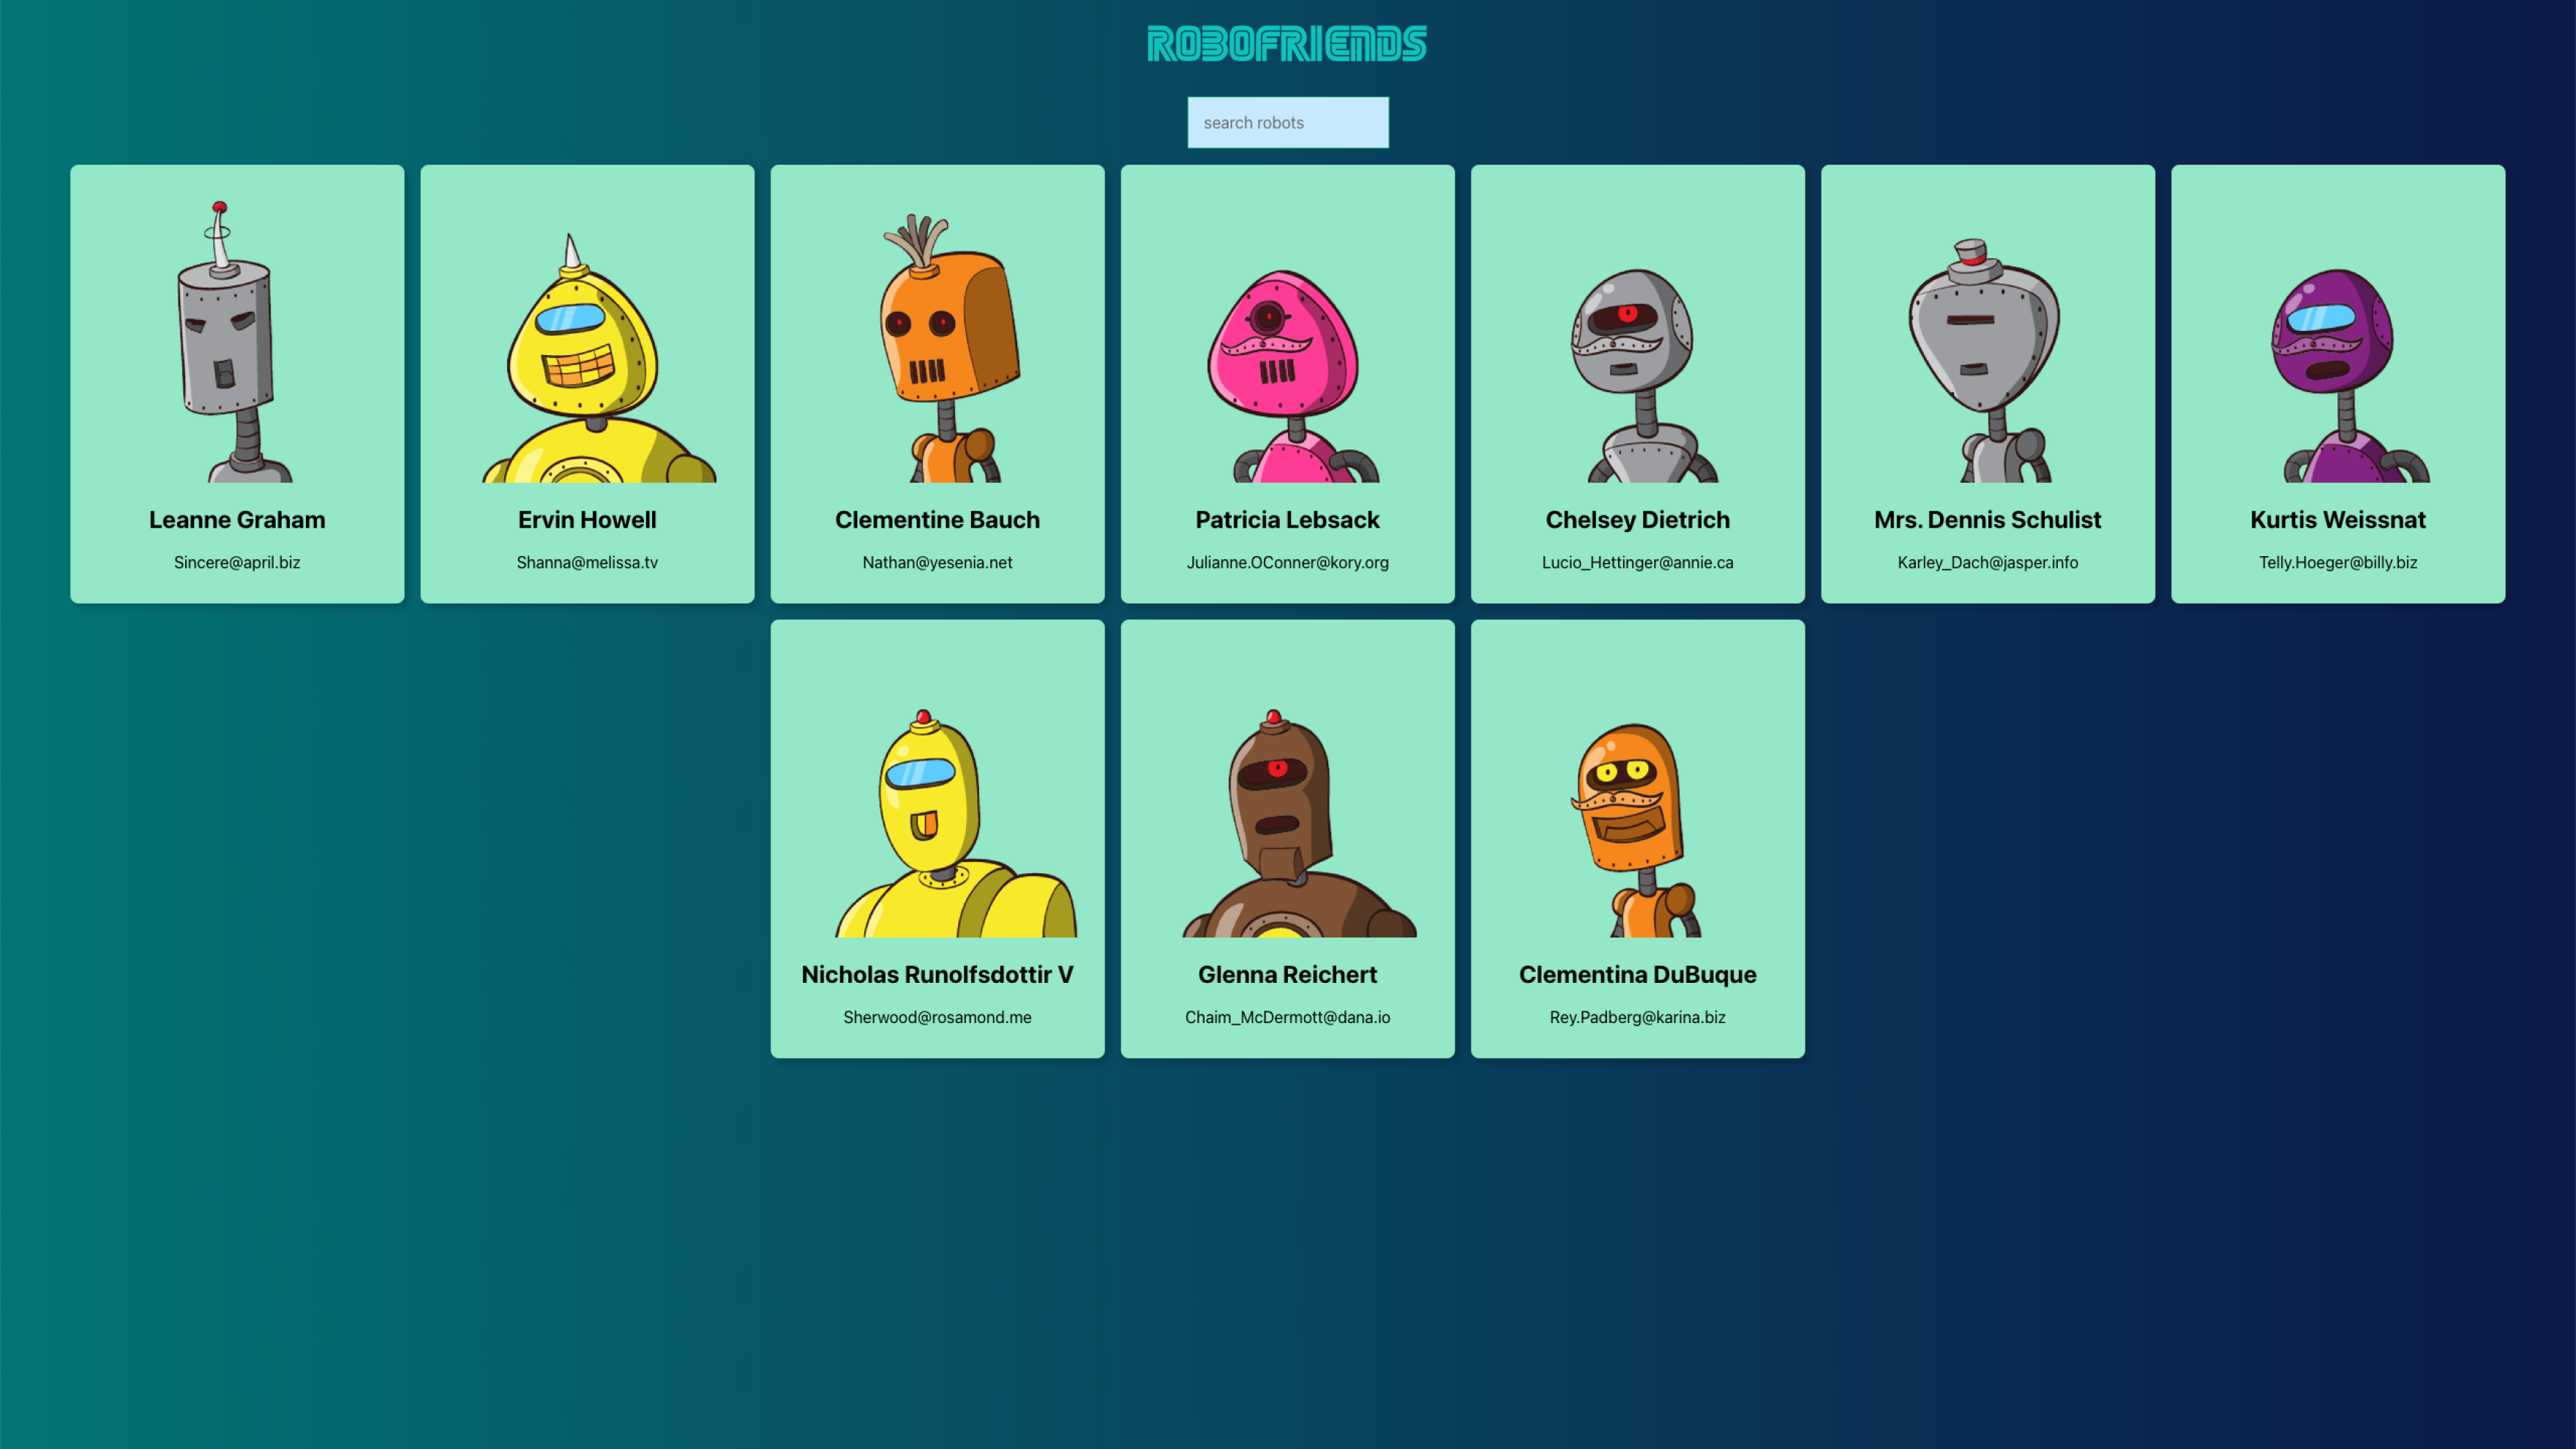 ROBOFRIENDS
search robots
Leanne Graham
Sincere@april.biz
Ervin Howell
Shanna@melissa.tv
Clementine Bauch
Nathan@yesenia.net
Patricia Lebsack
Julianne.OConner@kory.org
Chelsey Dietrich
Lucio_Hettinger@annie.ca
Mrs. Dennis Schulist
Karley_Dach@jasper.info
Kurtis Weissnat
Telly.Hoeger@billy.biz
Nicholas Runolfsdottir V
Sherwood@rosamond.me
Glenna Reichert
Chaim_McDermott@dana.io
Clementina DuBuque
Rey.Padberg@karina.biz